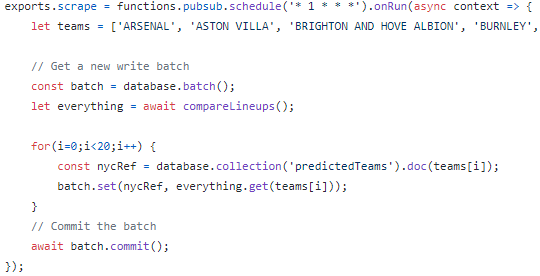 exports.scrape = functions.pubsub.schedule('* 1 * * *').onRun(async context => {
let teams = ['ARSENAL', 'ASTON VILLA', 'BRIGHTON AND HOVE ALBION', 'BURNLEY',
// Get a new write batch
const batch = database.batch();
let everything = await compareLineups();
for(i=0;i<20;i++) {
const nycRef = database.collection('predictedTeams').doc(teams[i]);
batch.set(nycRef, everything.get(teams[i]));
}
// Commit the batch
await batch.commit();
});